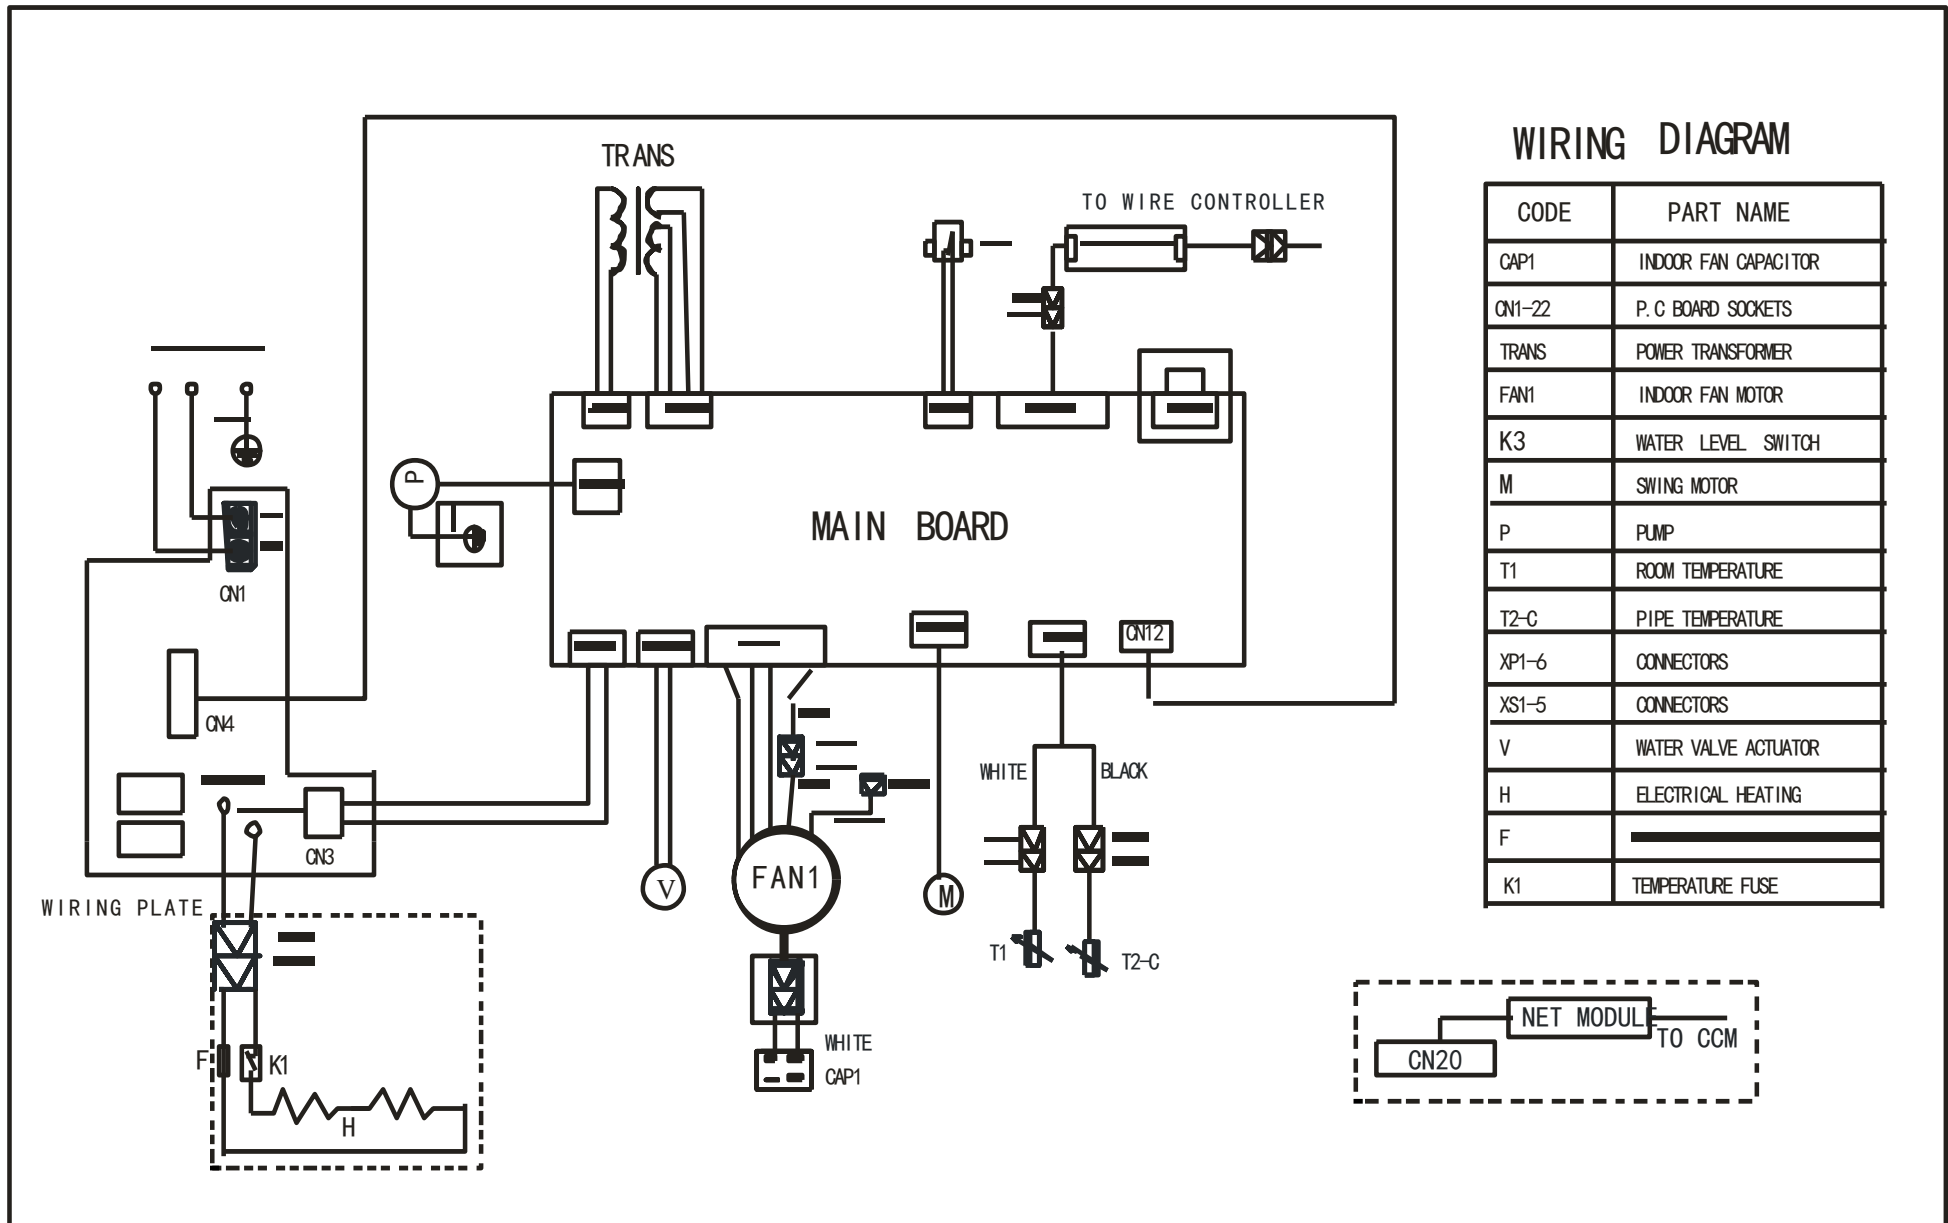 WIRING DIAGRAM
CODE PART NAME
CAP1 INDOOR FAN CAPACITOR
CN1-22 P.C BOARD SOCKETS
TRANS POWER TRANSFORMER
FAN1 INDOOR FAN MOTOR
K3 WATER LEVEL SWITCH
M SWING MOTOR
P PUMP
T1 ROOM TEMPERATURE
T2-C PIPE TEMPERATURE
XP1-6 CONNECTORS
XS1-5 CONNECTORS
V WATER VALVE ACTUATOR
H ELECTRICAL HEATING
F
K1 TEMPERATURE FUSE
TRANS
TO WIRE CONTROLLER
P
MAIN BOARD
CN1
CN12
CN4
WHITE
BLACK
CN3
FAN1
V
M
WIRING PLATE
T1
T2-C
F
K1
H
WHITE
CAP1
NET MODULE
TO CCM
CN20